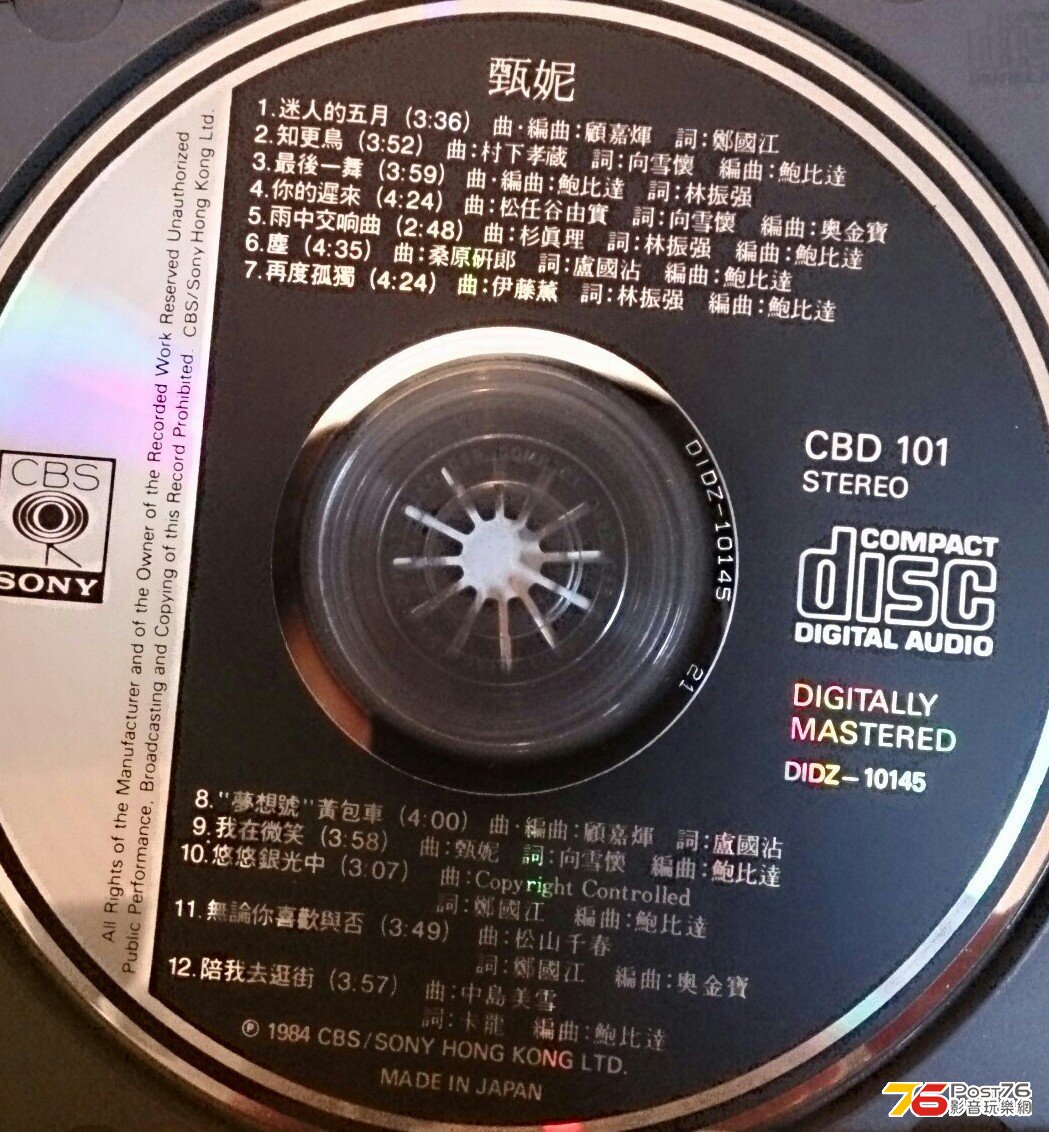 甄妮
1.迷人的五月 (3:36) 曲·編曲:顧嘉煇 詞:鄭國江
2.知更鳥 (3:52) 曲:村下孝蔵 詞:向雪懷 編曲:鮑比達
3.最後一舞 (3:59) 曲·編曲:鮑比達 詞:林振强
4.你的遲來 (4:24) 曲:松任谷由實 詞:向雪懷 編曲:奧金寶
5.雨中交响曲 (2:48) 曲:杉眞理 詞:林振强 編曲:鮑比達
6.塵 (4:35) 曲:桑原研郎 詞:盧國沾 編曲:鮑比達
7.再度孤獨 (4:24) 曲:伊藤薫 詞:林振强 編曲:鮑比達
All Rights of the Manufacturer and of the Owner of the Recorded Work Reserved Unauthorized
Public Performance. Broadcasting and Copying of this Record Prohibited. CBS/Sony Hong Kong Ltd.
CBS
SONY
DIDZ-10145 21
CBD 101
STEREO
COMPACT
disc
DIGITAL AUDIO
DIGITALLY
MASTERED
DIDZ-10145
8."夢想號"黃包車 (4:00) 曲·編曲:顧嘉煇 詞:盧國沾
9.我在微笑 (3:58) 曲:甄妮 詞:向雪懷 編曲:鮑比達
10.悠悠銀光中 (3:07) 曲:Copyright Controlled
詞:鄭國江 編曲:鮑比達
11.無論你喜歡與否 (3:49) 曲:松山千春
詞:鄭國江 編曲:奧金寶
12.陪我去逛街 (3.57) 曲:中島美雪
詞:卡龍 編曲:鮑比達
℗ 1984 CBS/SONY HONG KONG LTD.
MADE IN JAPAN
76 Post76
影音玩樂網